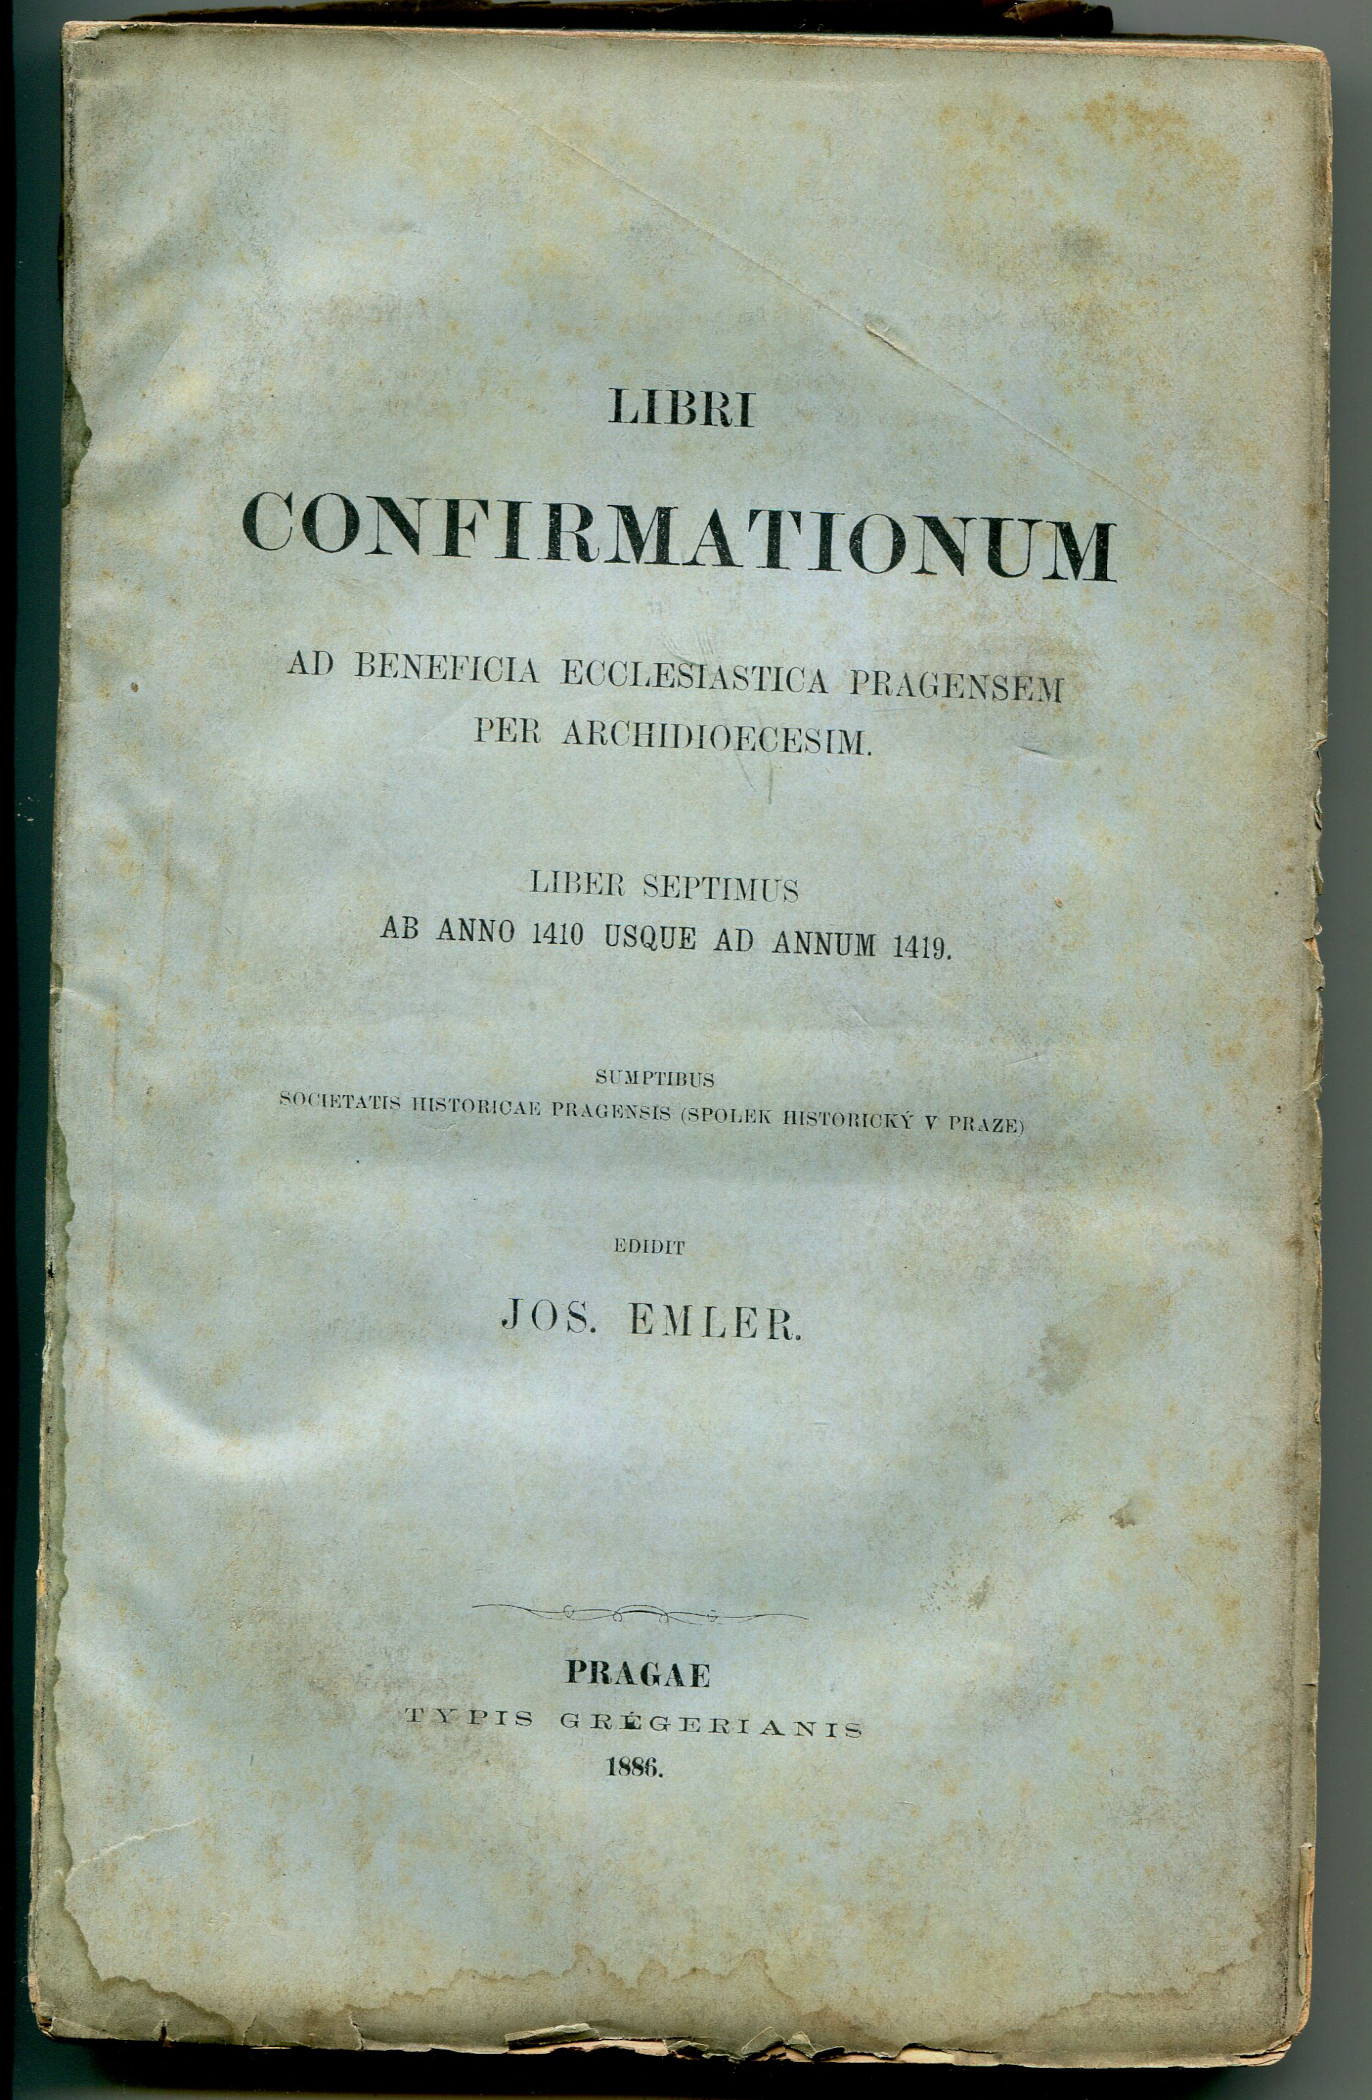 LIBRI
CONFIRMATIONUM
AD BENEFICIA ECCLESIASTICA PRAGENSEM
PER ARCHIDIOECESIM.
LIBER SEPTIMUS
AB ANNO 1410 USQUE AD ANNUM 1419.
SUMPTIBUS
SOCIETATIS HISTORICAE PRAGENSIS (SPOLEK HISTORICKÝ V PRAZE)
EDIDIT
JOS. EMLER.
PRAGAE
TYPIS GRÉGERIANIS
1886.